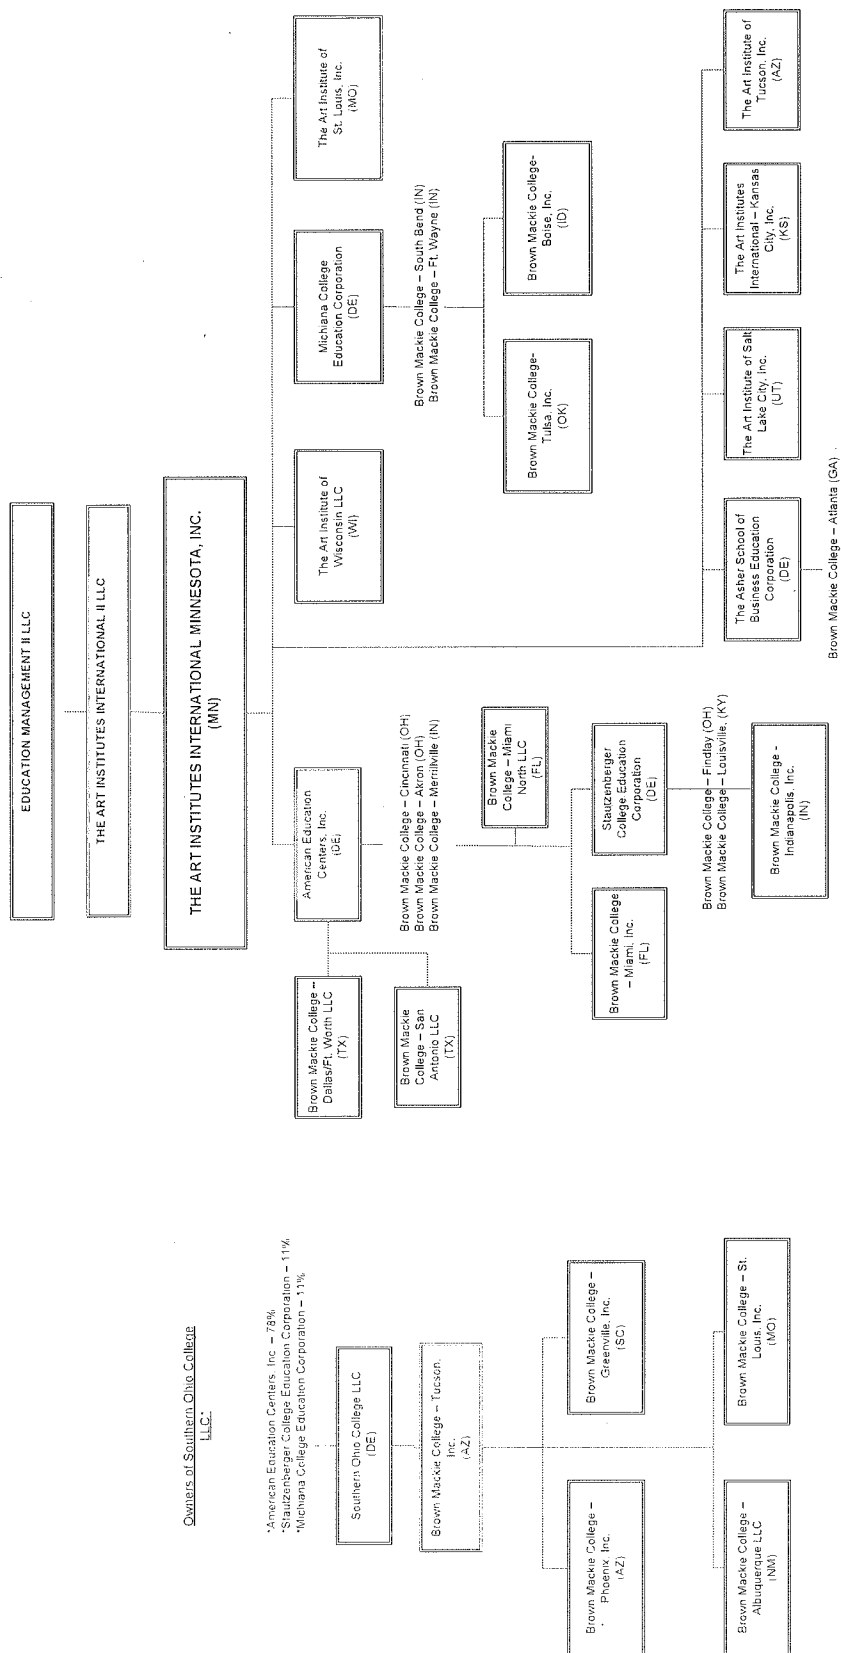 EDUCATION MANAGEMENT II LLC
THE ART INSTITUTES INTERNATIONAL II LLC
THE ART INSTITUTES INTERNATIONAL MINNESOTA, INC.
(MN)
American Education
Centers, Inc.
(DE)
The Art Institute of
Wisconsin LLC
(WI)
Michiana College
Education Corporation
(DE)
The Art Institute of
St. Louis, Inc.
(MO)
Brown Mackie College –
Dallas/Ft. Worth LLC
(TX)
Brown Mackie
College – San
Antonio LLC
(TX)
Brown Mackie College – Cincinnati (OH)
Brown Mackie College – Akron (OH)
Brown Mackie College – Merrillville (IN)
Brown Mackie
College – Miami
North LLC
(FL)
Brown Mackie College
– Miami, Inc.
(FL)
Stautzenberger
College Education
Corporation
(DE)
Brown Mackie College – Findlay (OH)
Brown Mackie College – Louisville, (KY)
Brown Mackie College -
Indianapolis, Inc.
(IN)
Brown Mackie College – South Bend (IN)
Brown Mackie College – Ft. Wayne (IN)
Brown Mackie College-
Tulsa, Inc.
(OK)
Brown Mackie College-
Boise, Inc.
(ID)
The Asher School of
Business Education
Corporation
(DE)
Brown Mackie College – Atlanta (GA)
The Art Institute of Salt
Lake City, Inc.
(UT)
The Art Institutes
International – Kansas
City, Inc.
(KS)
The Art Institute of
Tucson, Inc.
(AZ)
Owners of Southern Ohio College
LLC*
*American Education Centers, Inc. – 78%
*Stautzenberger College Education Corporation – 11%
*Michiana College Education Corporation – 11%
Southern Ohio College LLC
(DE)
Brown Mackie College – Tucson,
Inc.
(AZ)
Brown Mackie College –
Phoenix, Inc.
(AZ)
Brown Mackie College –
Greenville, Inc.
(SC)
Brown Mackie College –
Albuquerque LLC
(NM)
Brown Mackie College – St.
Louis, Inc.
(MO)